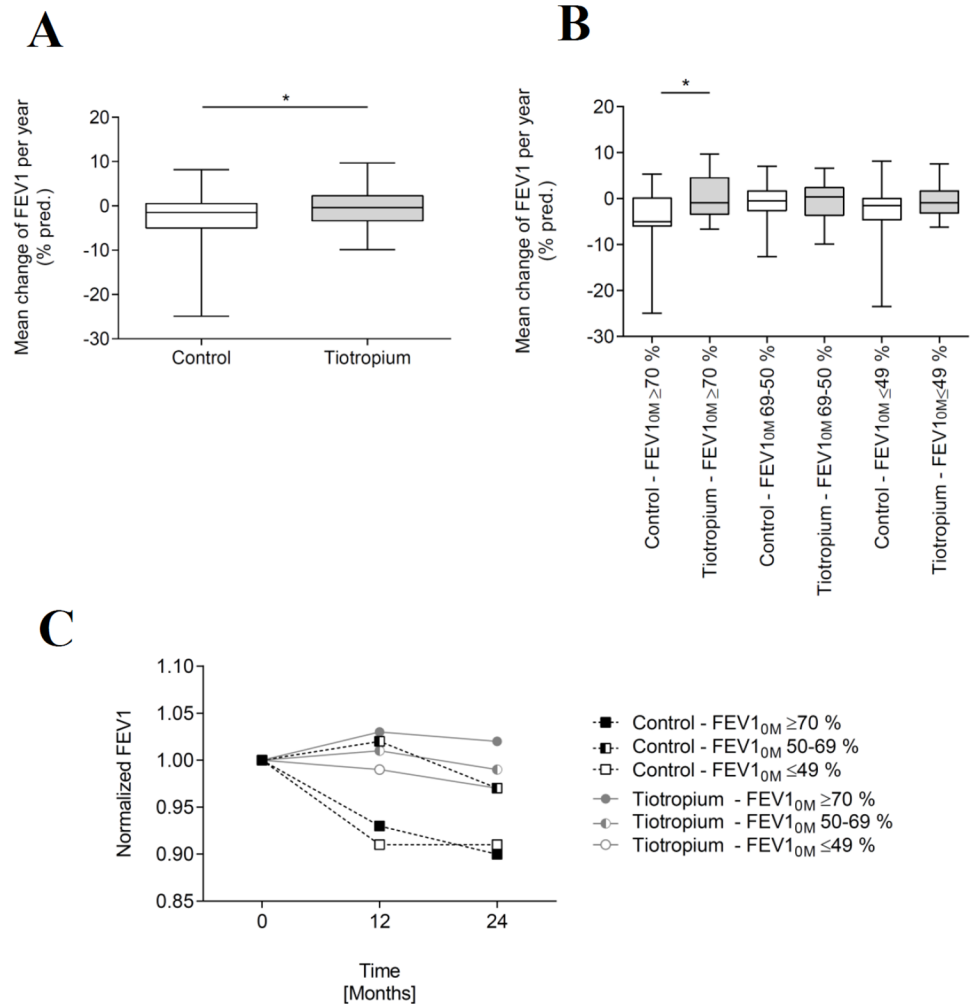 A
Mean change of FEV1 per year
(% pred.)
20
10
0
-10
-20
-30
*
Control
Tiotropium
B
Mean change of FEV1 per year
(% pred.)
20
10
0
-10
-20
-30
*
Control - FEV10M ≥70 %
Tiotropium - FEV10M ≥70 %
Control - FEV10M 69-50 %
Tiotropium - FEV10M 69-50 %
Control - FEV10M ≤49 %
Tiotropium - FEV10M≤49 %
C
Normalized FEV1
1.10
1.05
1.00
0.95
0.90
0.85
0
12
24
Time
[Months]
Control - FEV10M ≥70 %
Control - FEV10M 50-69 %
Control - FEV10M ≤49 %
Tiotropium - FEV10M ≥70 %
Tiotropium - FEV10M 50-69 %
Tiotropium - FEV10M ≤49 %